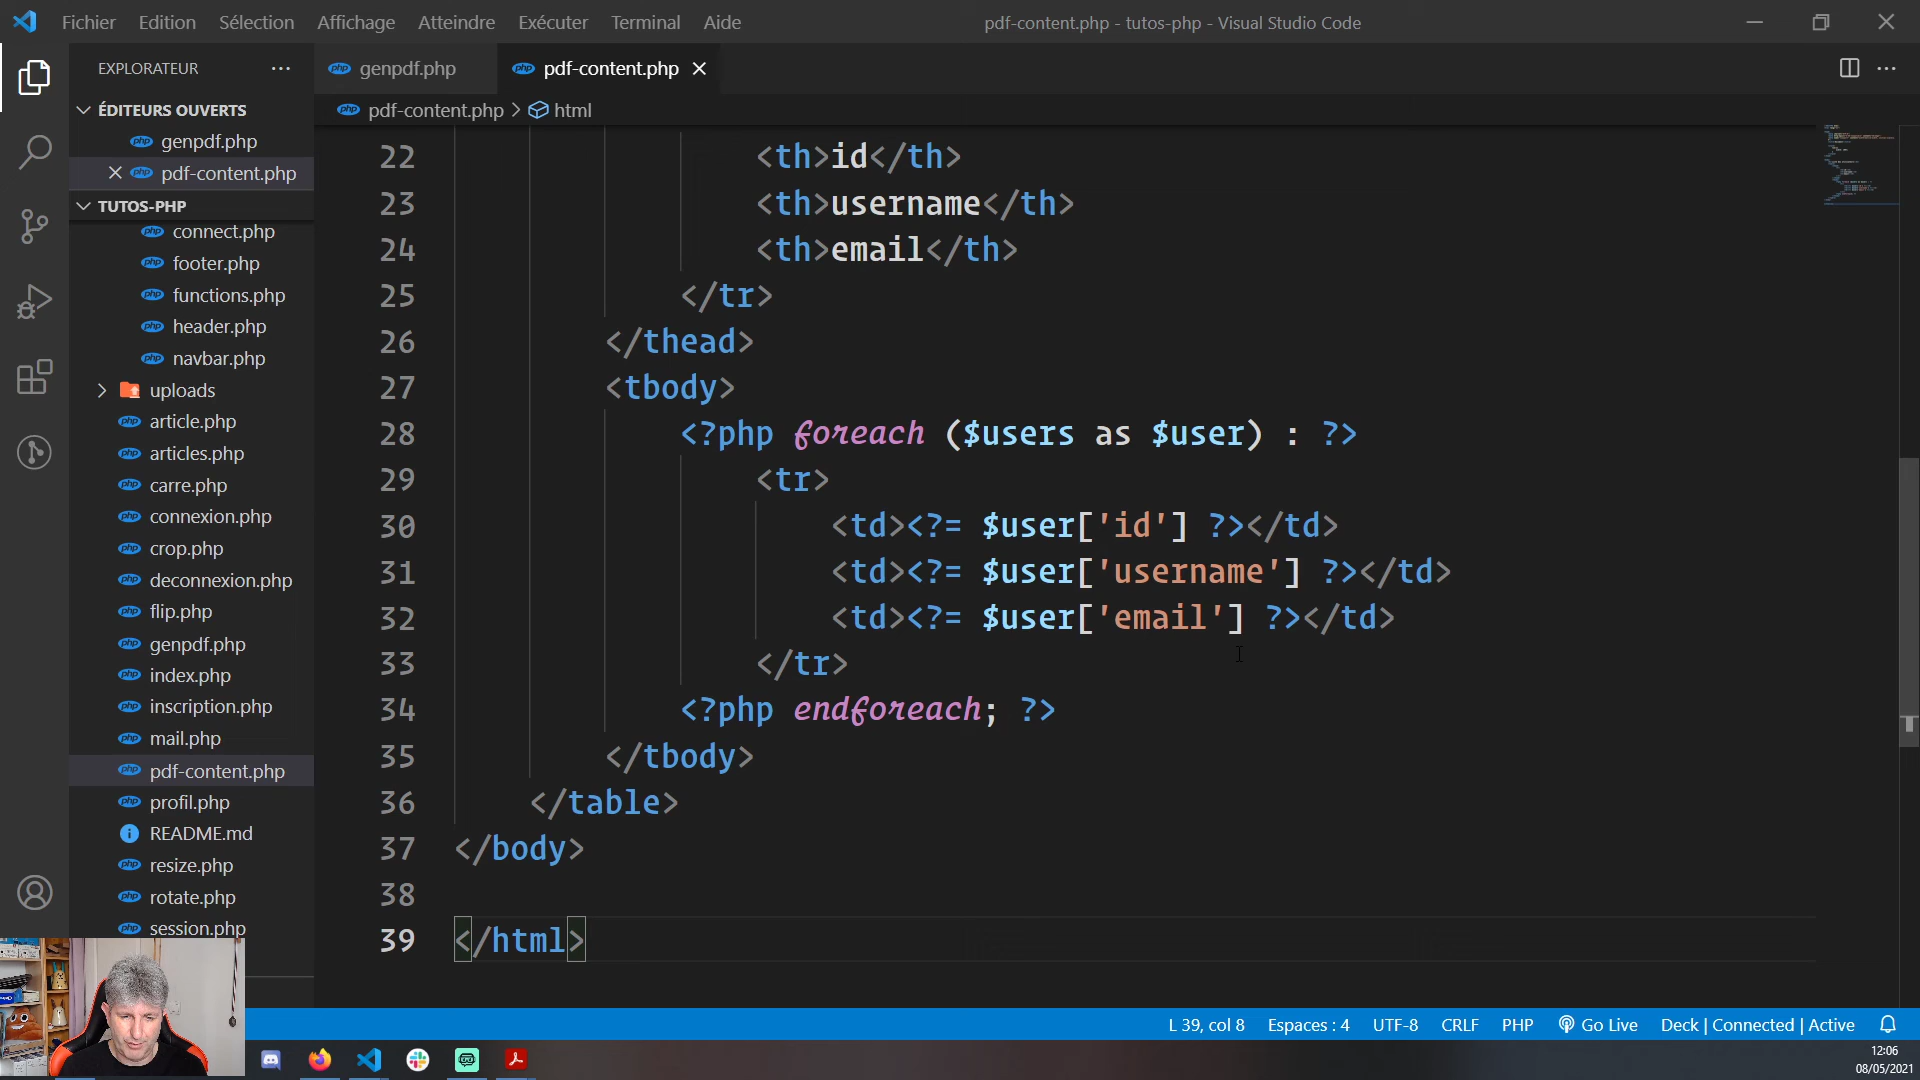 Fichier Edition Sélection Affichage Atteindre Exécuter Terminal Aide pdf-content.php - tutos-php - Visual Studio Code
EXPLORATEUR
ÉDITEURS OUVERTS
genpdf.php
pdf-content.php
TUTOS-PHP
connect.php
footer.php
functions.php
header.php
navbar.php
uploads
article.php
articles.php
carre.php
connexion.php
crop.php
deconnexion.php
flip.php
genpdf.php
index.php
inscription.php
mail.php
pdf-content.php
profil.php
README.md
resize.php
rotate.php
session.php
genpdf.php pdf-content.php
pdf-content.php > html
22 <th>id</th>
23 <th>username</th>
24 <th>email</th>
25 </tr>
26 </thead>
27 <tbody>
28 <?php foreach ($users as $user) : ?>
29 <tr>
30 <td><?= $user['id'] ?></td>
31 <td><?= $user['username'] ?></td>
32 <td><?= $user['email'] ?></td>
33 </tr>
34 <?php endforeach; ?>
35 </tbody>
36 </table>
37 </body>
38
39 </html>
L 39, col 8 Espaces : 4 UTF-8 CRLF PHP Go Live Deck | Connected | Active
12:06
08/05/2021